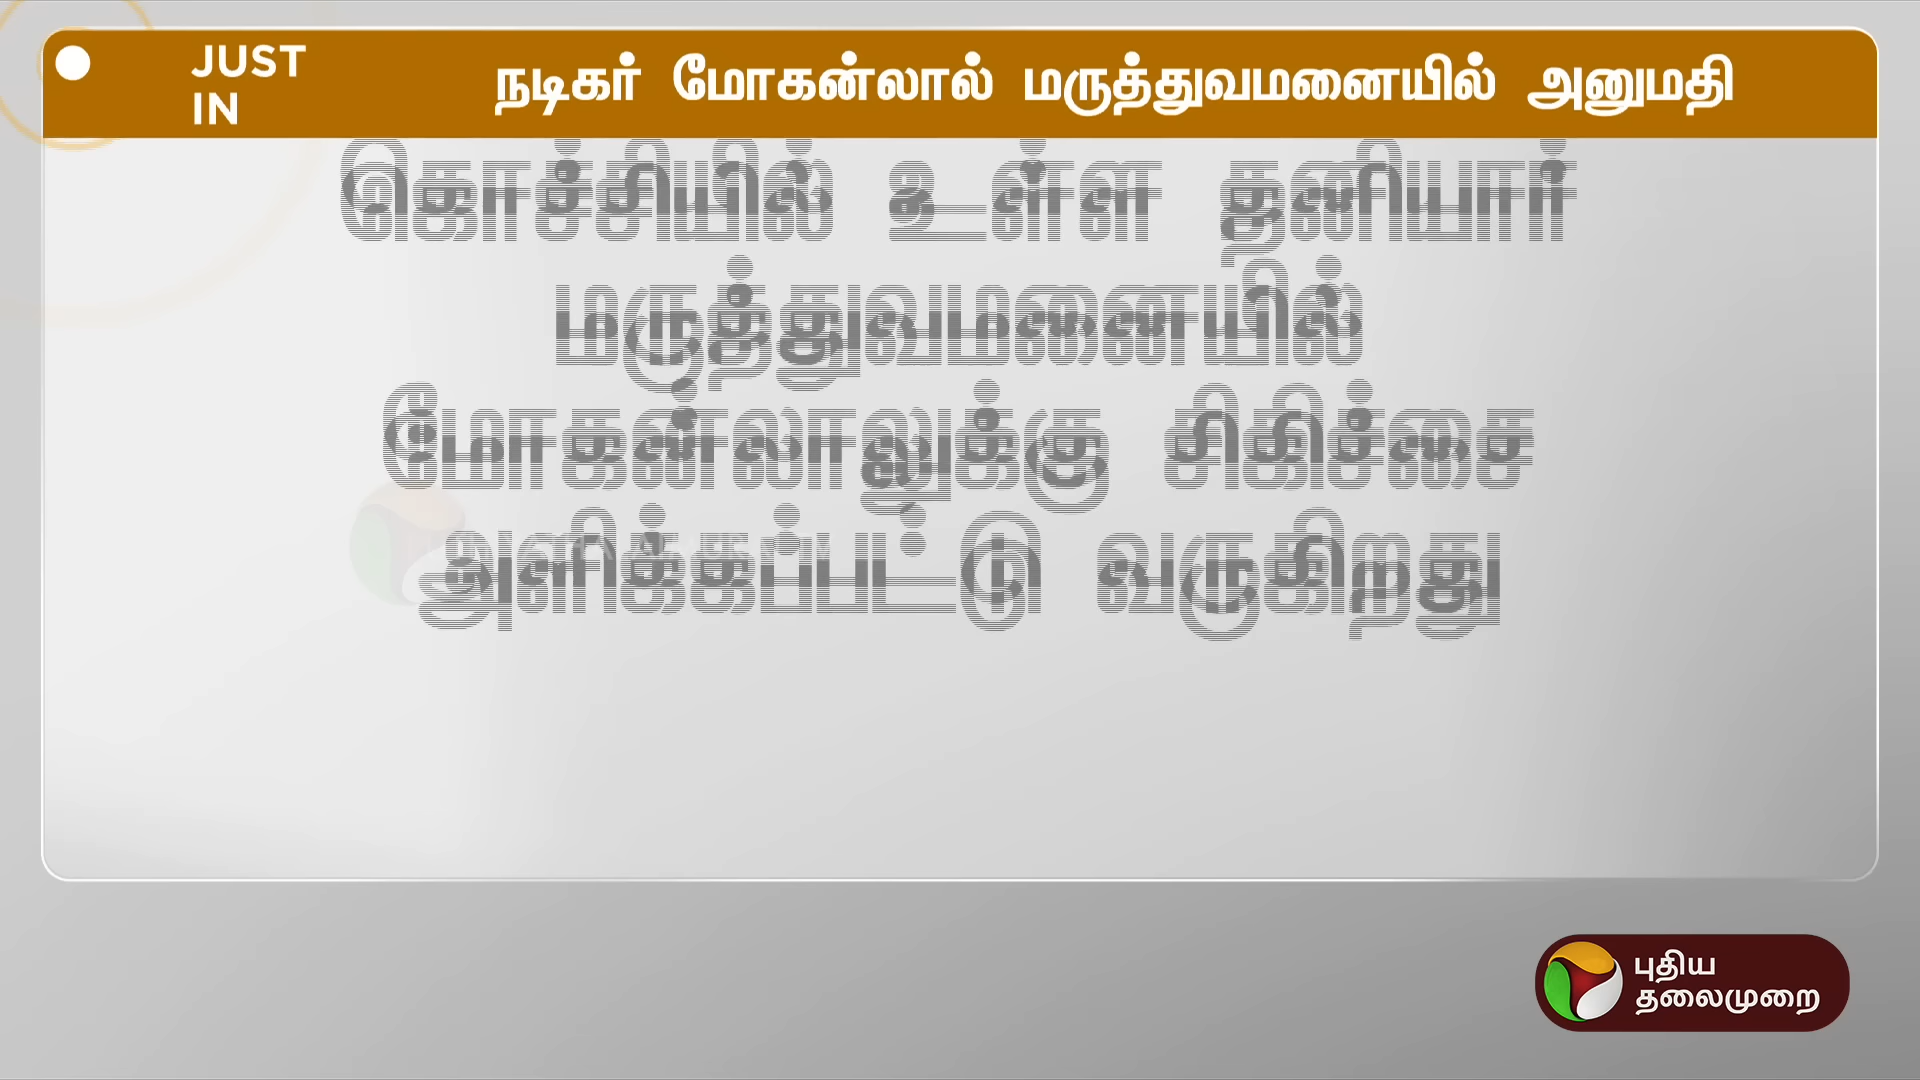 JUST
IN
நடிகர் மோகன்லால் மருத்துவமனையில் அனுமதி
கொச்சியில் உள்ள தனியார்
மருத்துவமனையில்
மோகன்லாலுக்கு சிகிச்சை
அளிக்கப்பட்டு வருகிறது
புதிய
தலைமுறை